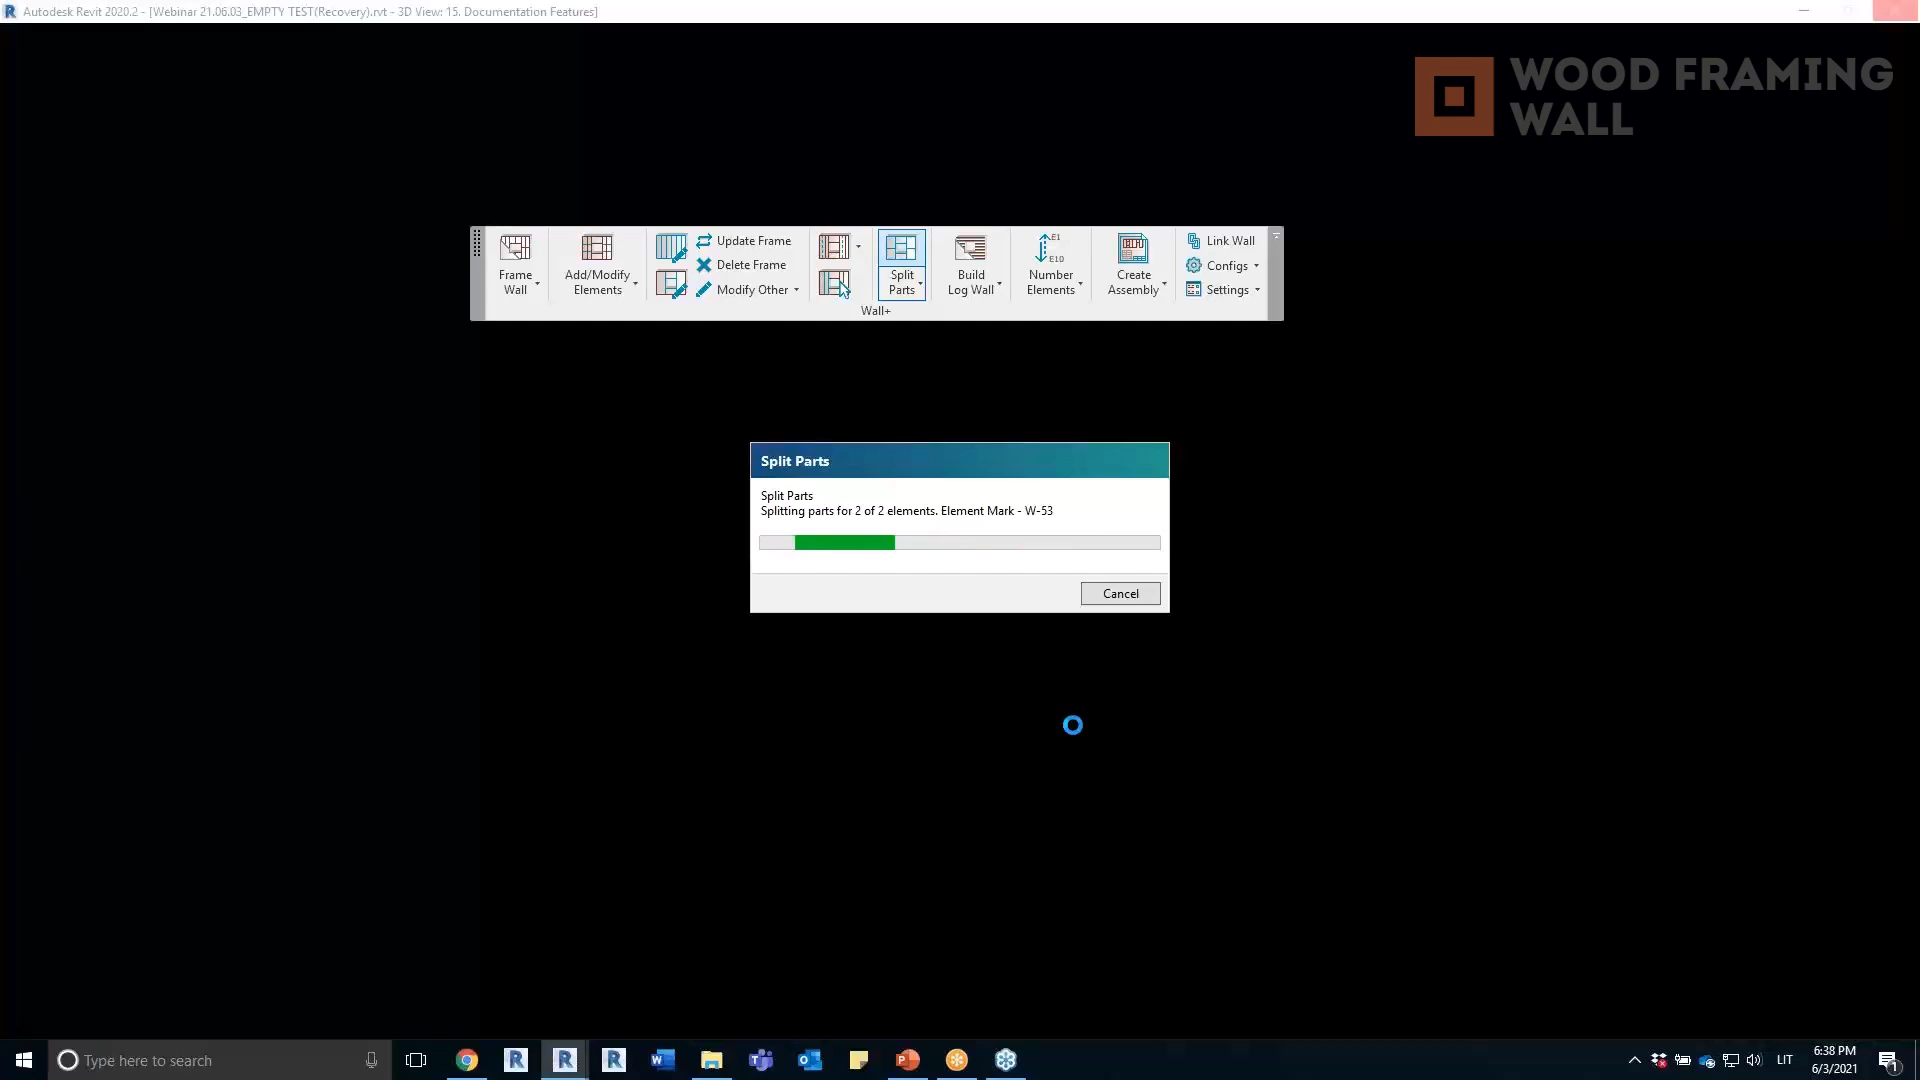 Autodesk Revit 2020.2 - [Webinar 21.06.03_EMPTY TEST(Recovery).rvt - 3D View: 15. Documentation Features]
WOOD FRAMING
WALL
Frame
Wall
Add/Modify
Elements
Update Frame
Delete Frame
Modify Other
Split
Parts
Build
Log Wall
E1
E10
Number
Elements
Create
Assembly
Link Wall
Configs
Settings
Wall+
Split Parts
Split Parts
Splitting parts for 2 of 2 elements. Element Mark - W-53
Cancel
Type here to search
LIT
6:38 PM
6/3/2021
1